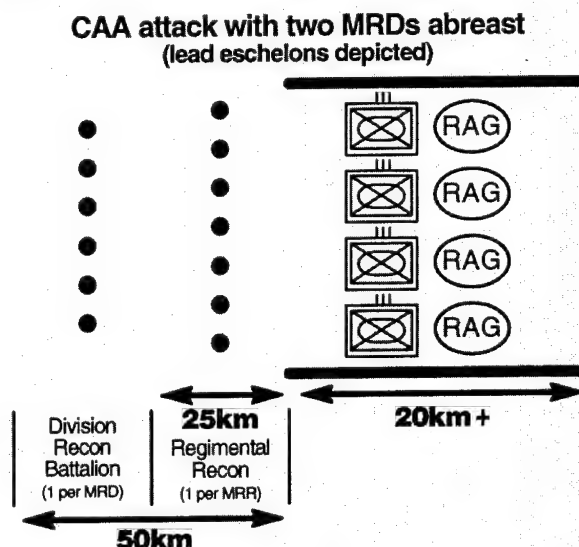 CAA attack with two MRDs abreast
(lead eschelons depicted)
RAG
RAG
RAG
RAG
25km
20km+
Division
Recon
Battalion
(1 per MRD)
Regimental
Recon
(1 per MRR)
50km